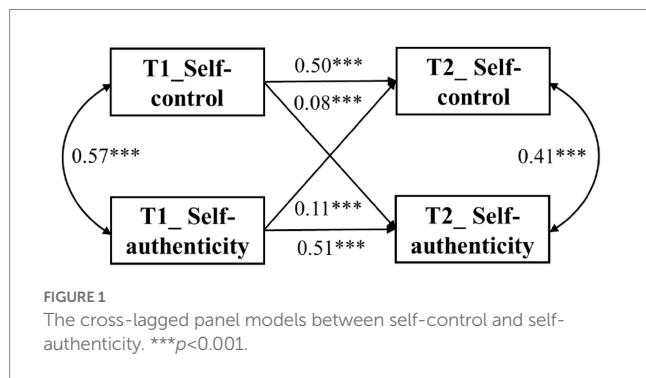 T1_Self-
control
0.50***
0.08***
T2_ Self-
control
0.57***
0.41***
T1_ Self-
authenticity
0.11***
0.51***
T2_ Self-
authenticity
FIGURE 1
The cross-lagged panel models between self-control and self-
authenticity. ***p<0.001.